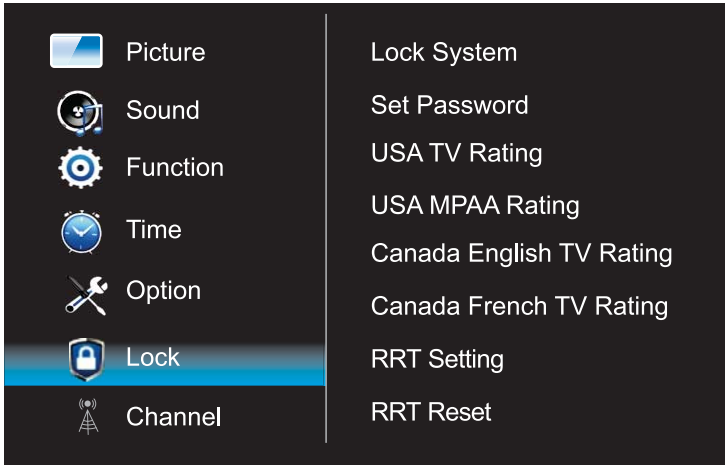 Picture
Sound
Function
Time
Option
Lock
Channel
Lock System
Set Password
USA TV Rating
USA MPAA Rating
Canada English TV Rating
Canada French TV Rating
RRT Setting
RRT Reset